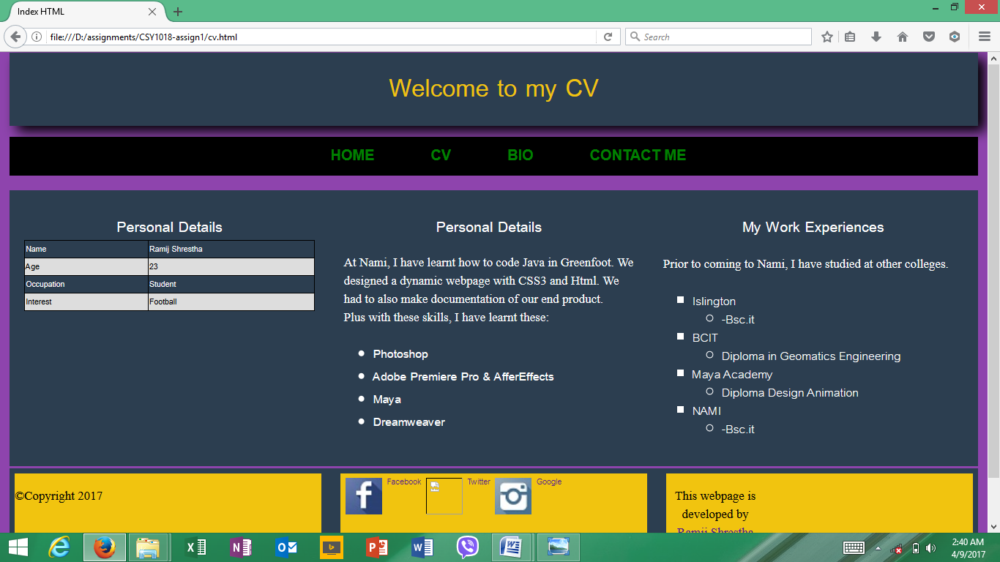 Index HTML
file:///D:/assignments/CSY1018-assign1/cv.html
Search
Welcome to my CV
HOME CV BIO CONTACT ME
Personal Details
Name Ramij Shrestha
Age 23
Occupation Student
Interest Football
Personal Details
At Nami, I have learnt how to code Java in Greenfoot. We
designed a dynamic webpage with CSS3 and Html. We
had to also make documentation of our end product.
Plus with these skills, I have learnt these:
Photoshop
Adobe Premiere Pro & AfferEffects
Maya
Dreamweaver
My Work Experiences
Prior to coming to Nami, I have studied at other colleges.
Islington
-Bsc.it
BCIT
Diploma in Geomatics Engineering
Maya Academy
Diploma Design Animation
NAMI
-Bsc.it
©Copyright 2017
Facebook Twitter Google
This webpage is
developed by
Ramij Shrestha
2:40 AM
4/9/2017